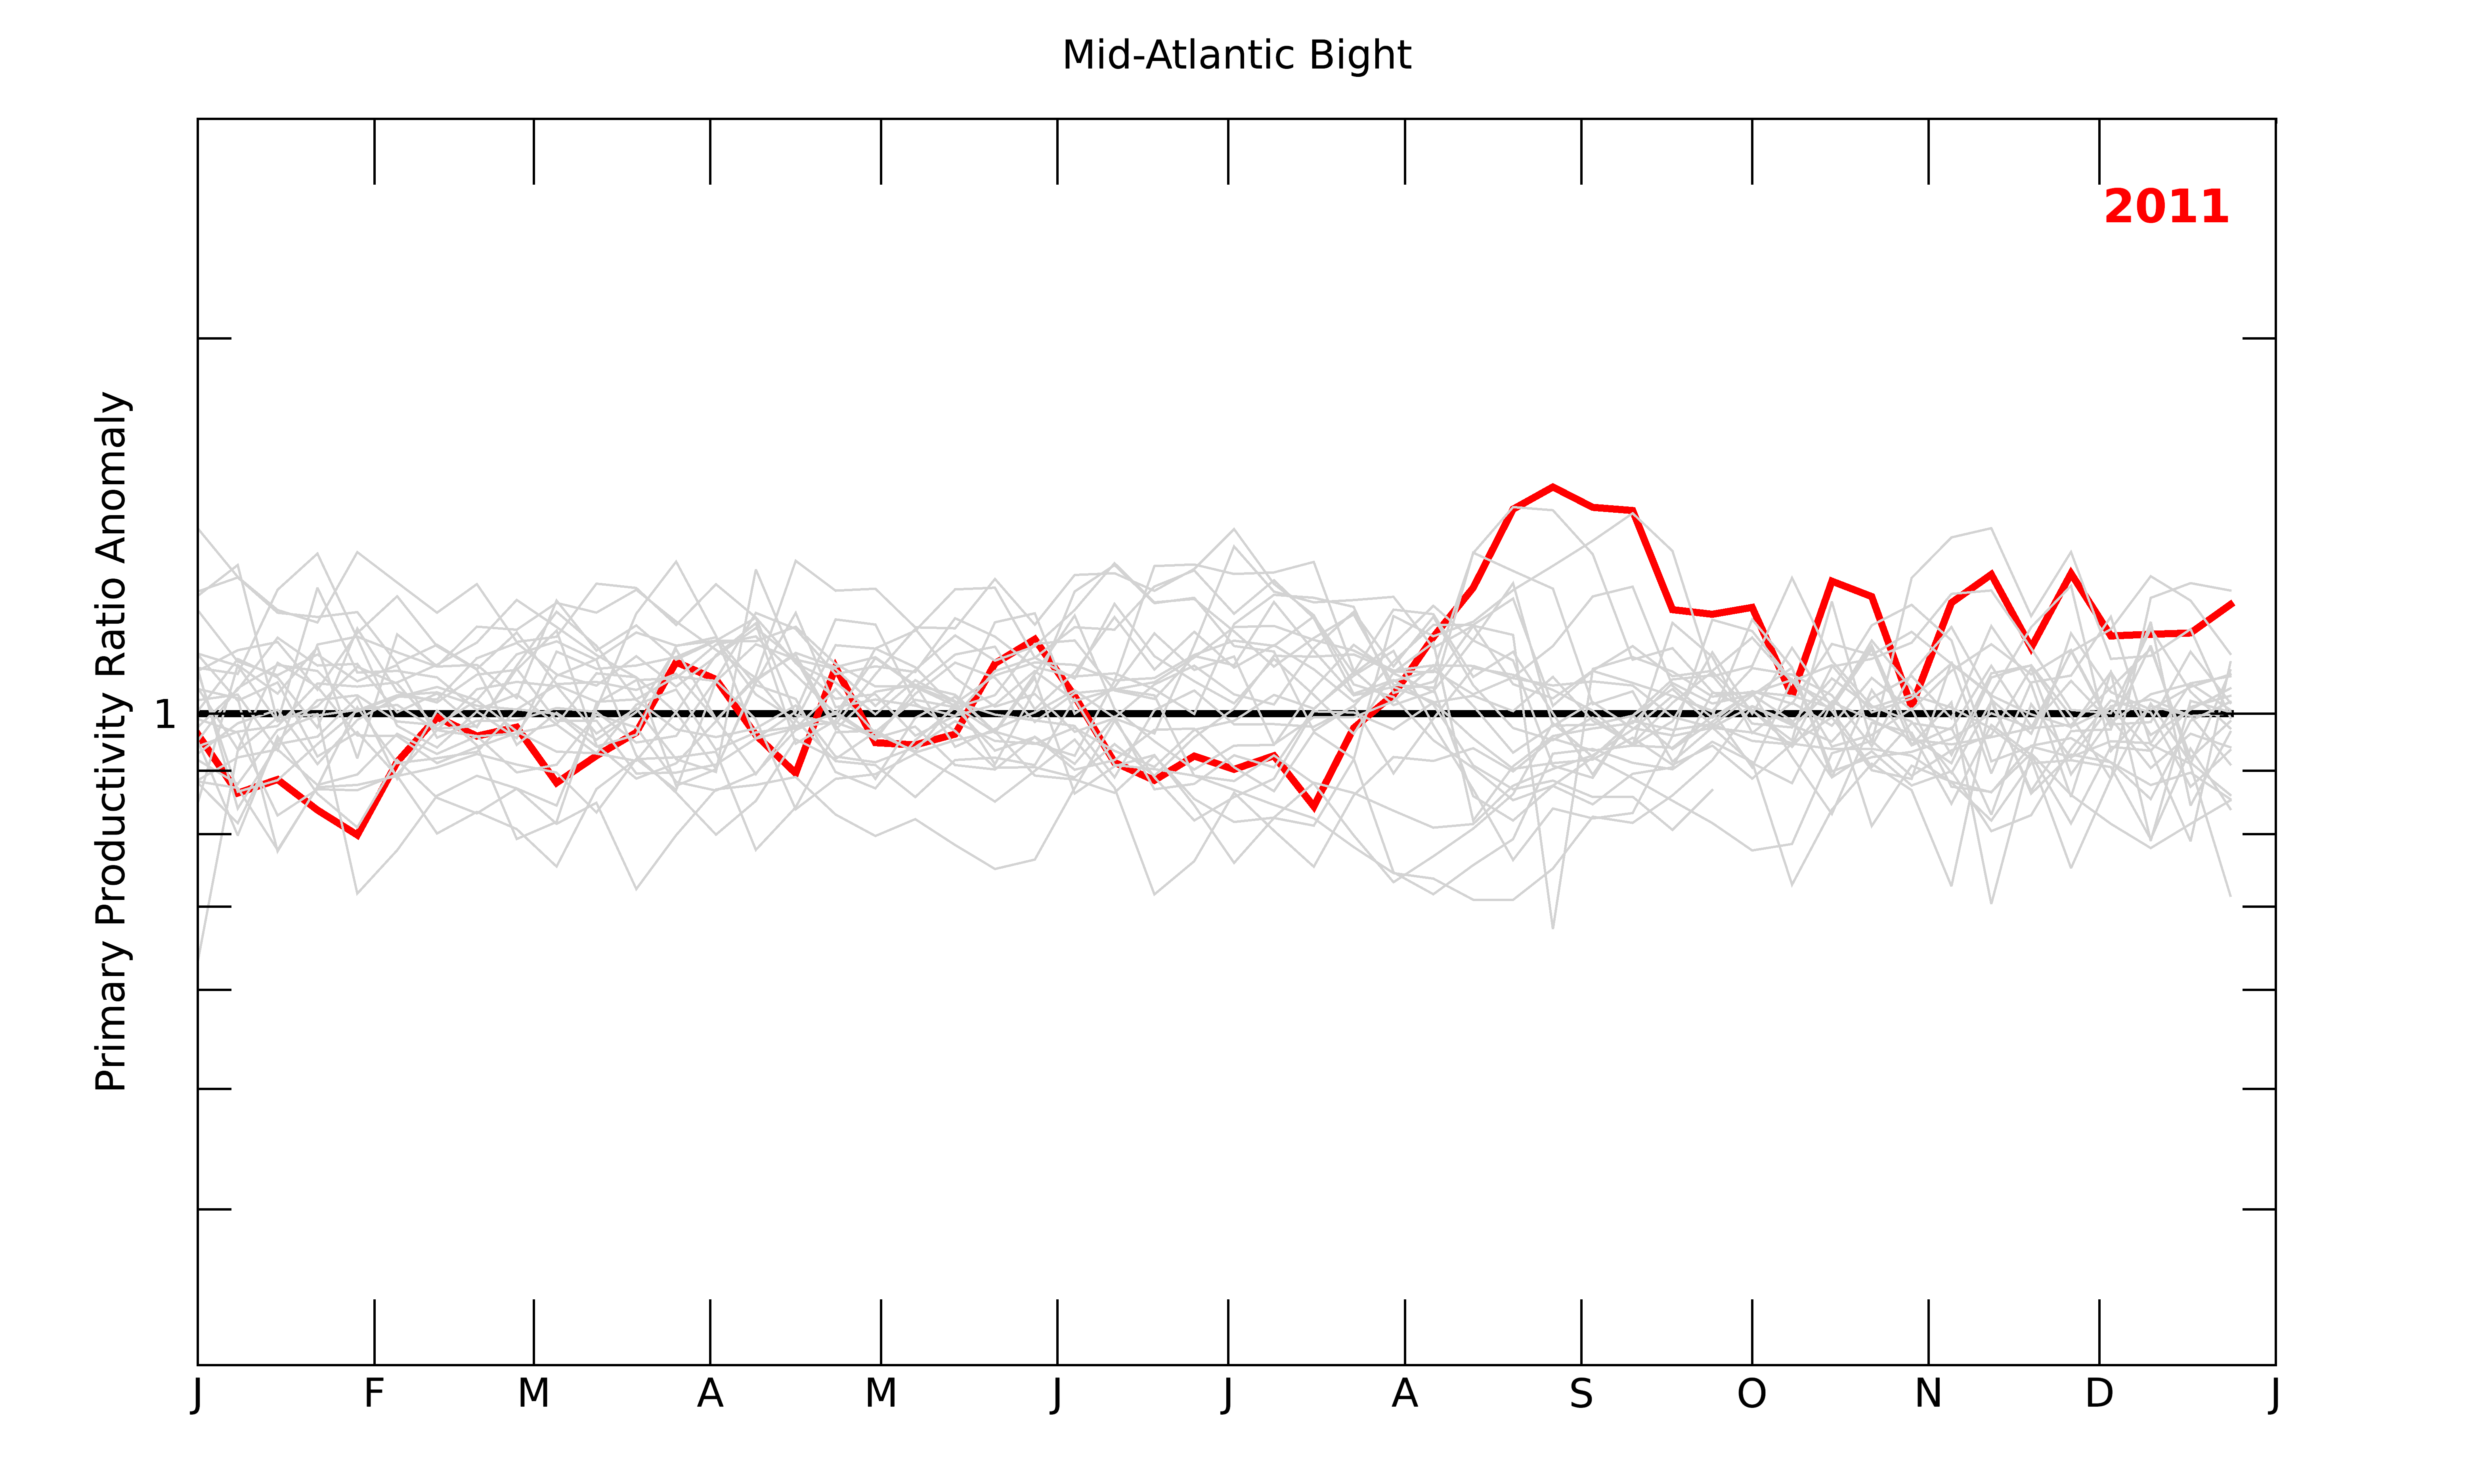 Mid-Atlantic Bight
2011
Primary Productivity Ratio Anomaly
1
J F M A M J J A S O N D J